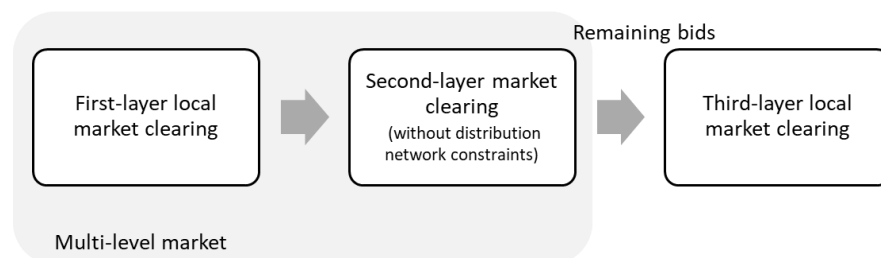 Remaining bids
First-layer local
market clearing
Second-layer market
clearing
(without distribution
network constraints)
Third-layer local
market clearing
Multi-level market